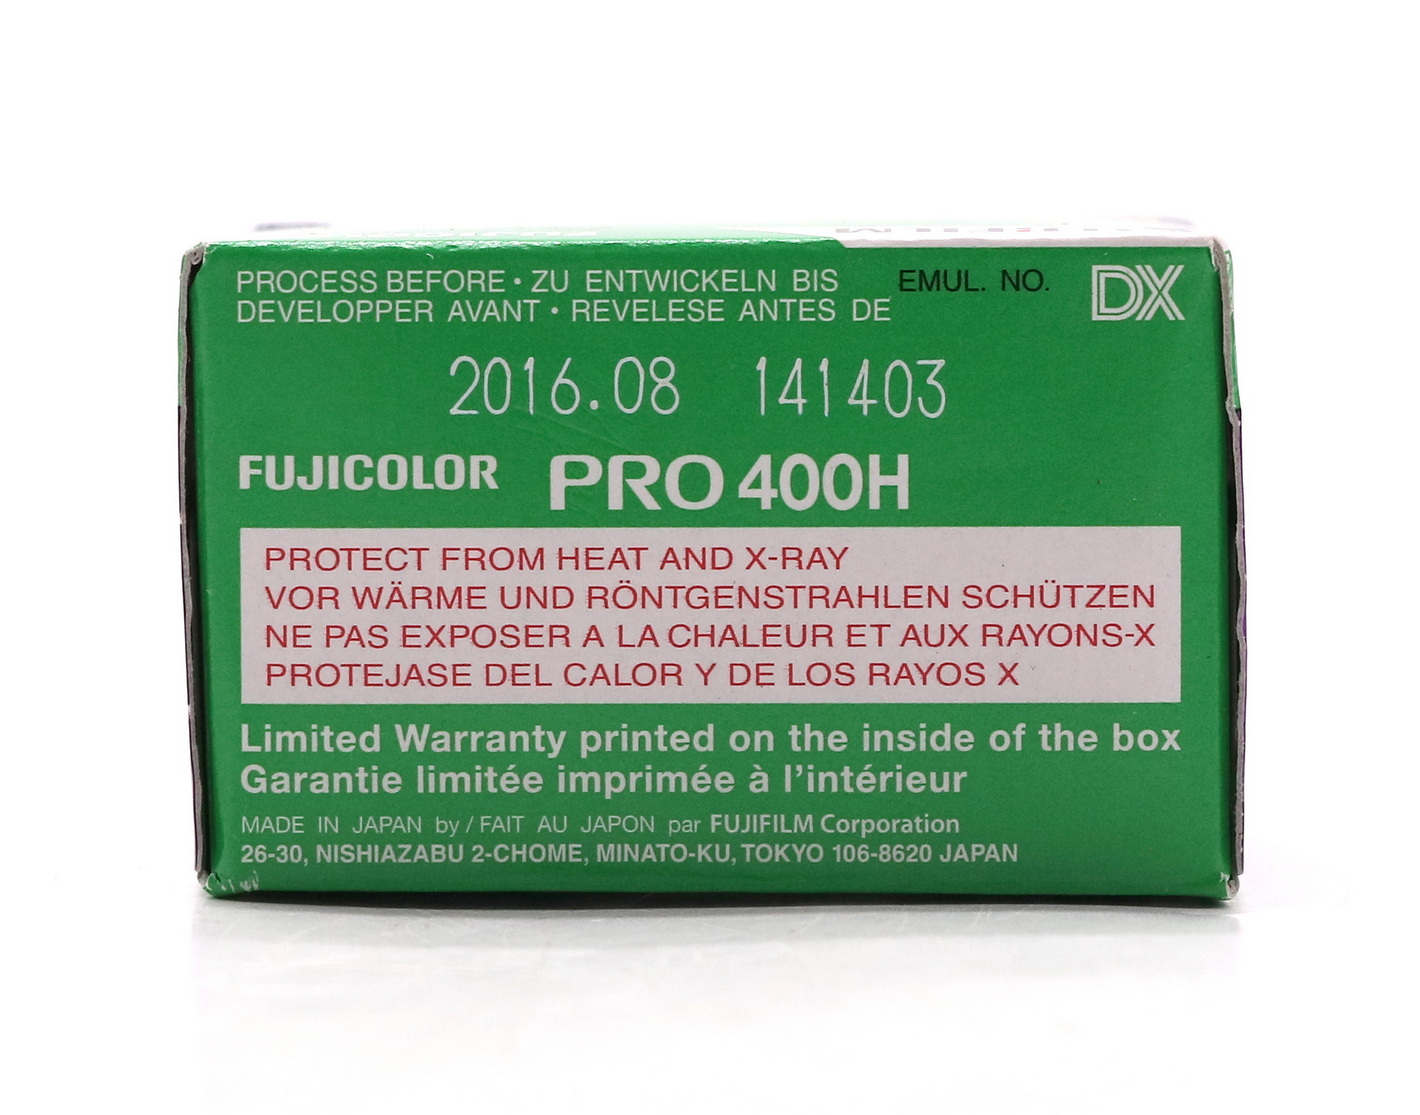 PROCESS BEFORE • ZU ENTWICKELN BIS
DEVELOPPER AVANT • REVELESE ANTES DE
EMUL. NO.
DX
2016.08 141403
FUJICOLOR PRO 400H
PROTECT FROM HEAT AND X-RAY
VOR WÄRME UND RÖNTGENSTRAHLEN SCHÜTZEN
NE PAS EXPOSER A LA CHALEUR ET AUX RAYONS-X
PROTEJASE DEL CALOR Y DE LOS RAYOS X
Limited Warranty printed on the inside of the box
Garantie limitée imprimée à l'intérieur
MADE IN JAPAN by / FAIT AU JAPON par FUJIFILM Corporation
26-30, NISHIAZABU 2-CHOME, MINATO-KU, TOKYO 106-8620 JAPAN